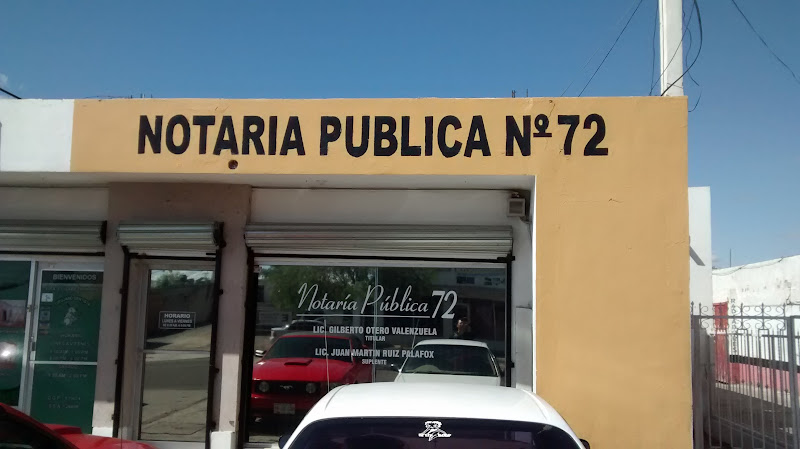 NOTARIA PUBLICA Nº 72
BIENVENIDOS
HORARIO
Notaría Pública 72
LIC. GILBERTO OTERO VALENZUELA
TITULAR
LIC. JUAN MARTIN RUIZ PALAFOX
SUPLENTE